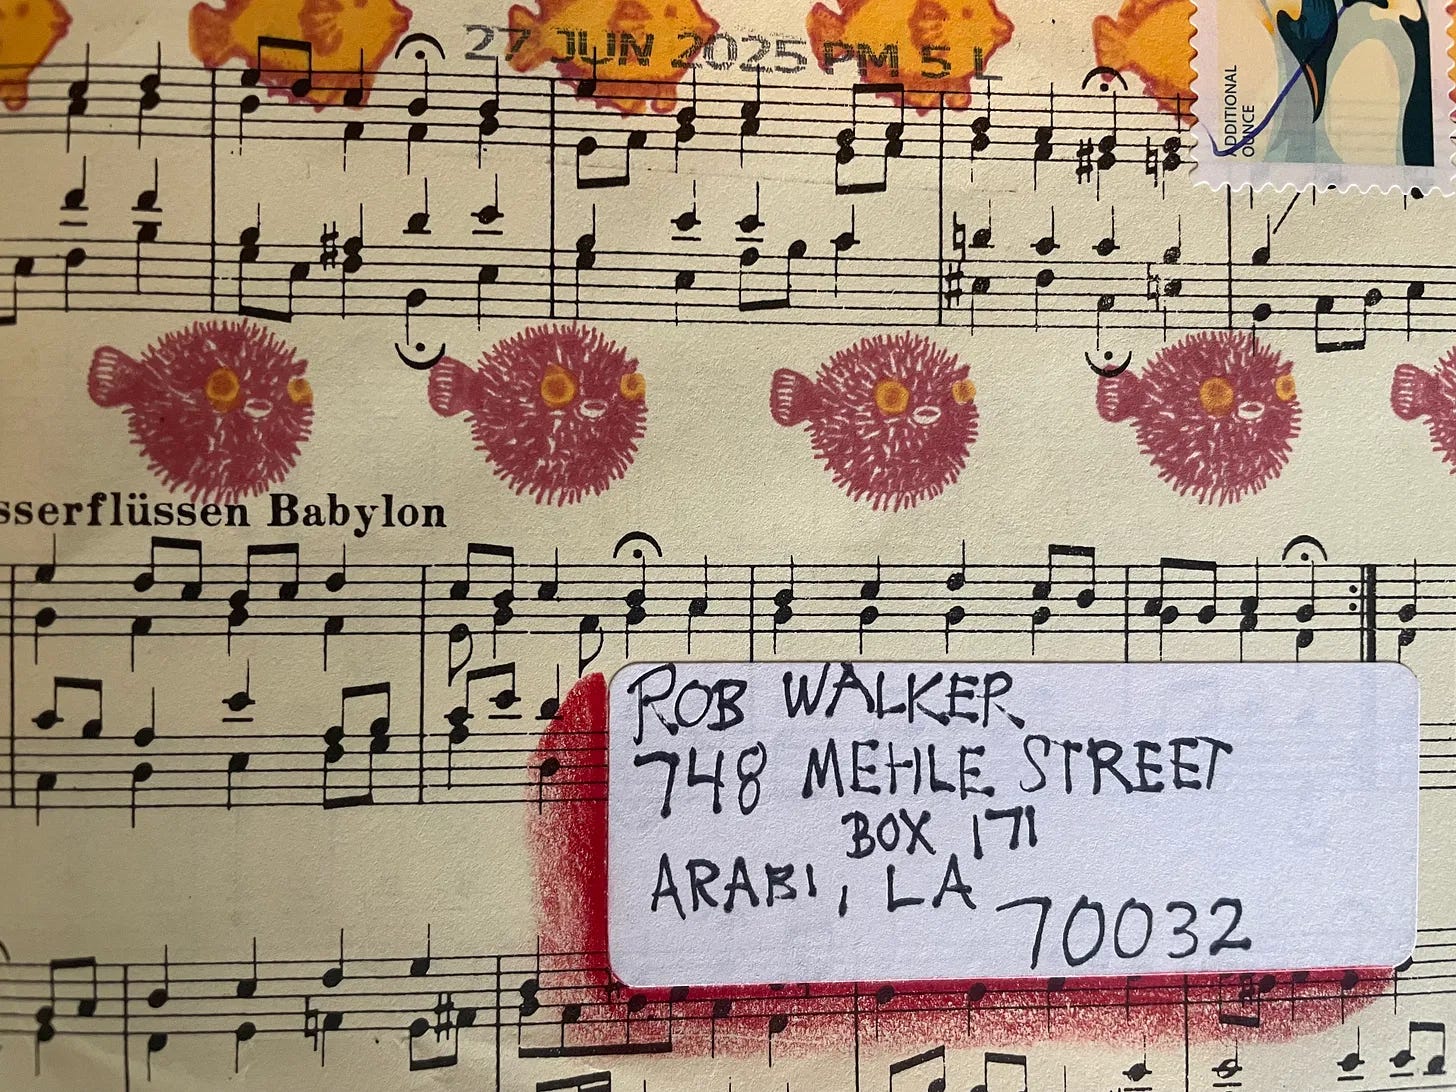 27 JUN 2025 PM 5 L
ADDITIONAL
OUNCE
sserflüssen Babylon
ROB WALKER
748 MEHLE STREET
BOX 171
ARABI, LA
70032